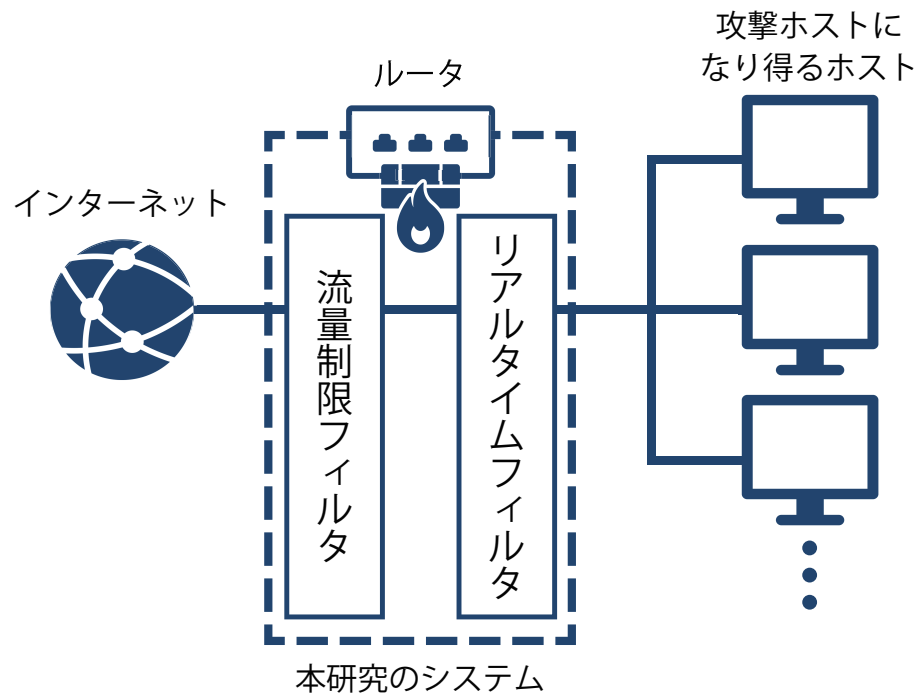 攻撃ホストに
なり得るホスト
ルータ
インターネット
流量制限フィルタ
リアルタイムフィルタ
本研究のシステム